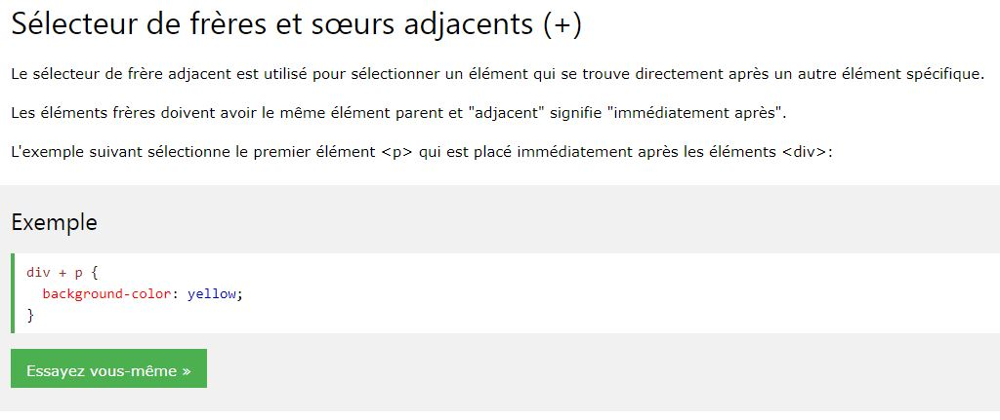 Sélecteur de frères et sœurs adjacents (+)
Le sélecteur de frère adjacent est utilisé pour sélectionner un élément qui se trouve directement après un autre élément spécifique.
Les éléments frères doivent avoir le même élément parent et "adjacent" signifie "immédiatement après".
L'exemple suivant sélectionne le premier élément <p> qui est placé immédiatement après les éléments <div>:
Exemple
div + p {
  background-color: yellow;
}
Essayez vous-même »